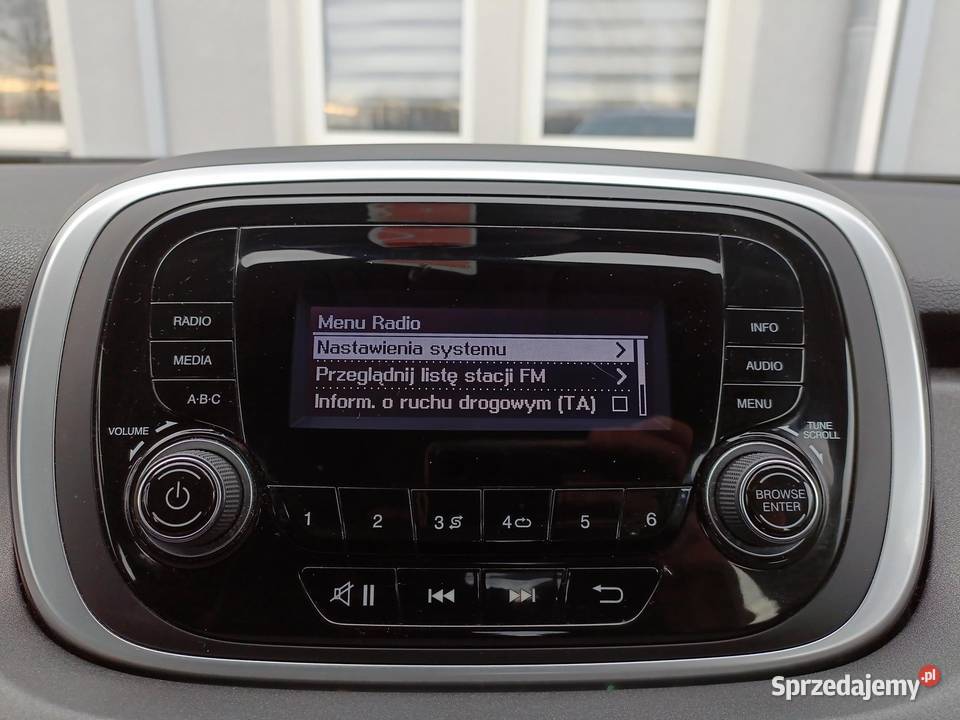 Menu Radio
Nastawienia systemu
Przeglądnij listę stacji FM
Inform. o ruchu drogowym (TA)
RADIO
MEDIA
A·B·C
VOLUME
INFO
AUDIO
MENU
TUNE
SCROLL
BROWSE
ENTER
1
2
3
4
5
6
Sprzedajemy.pl